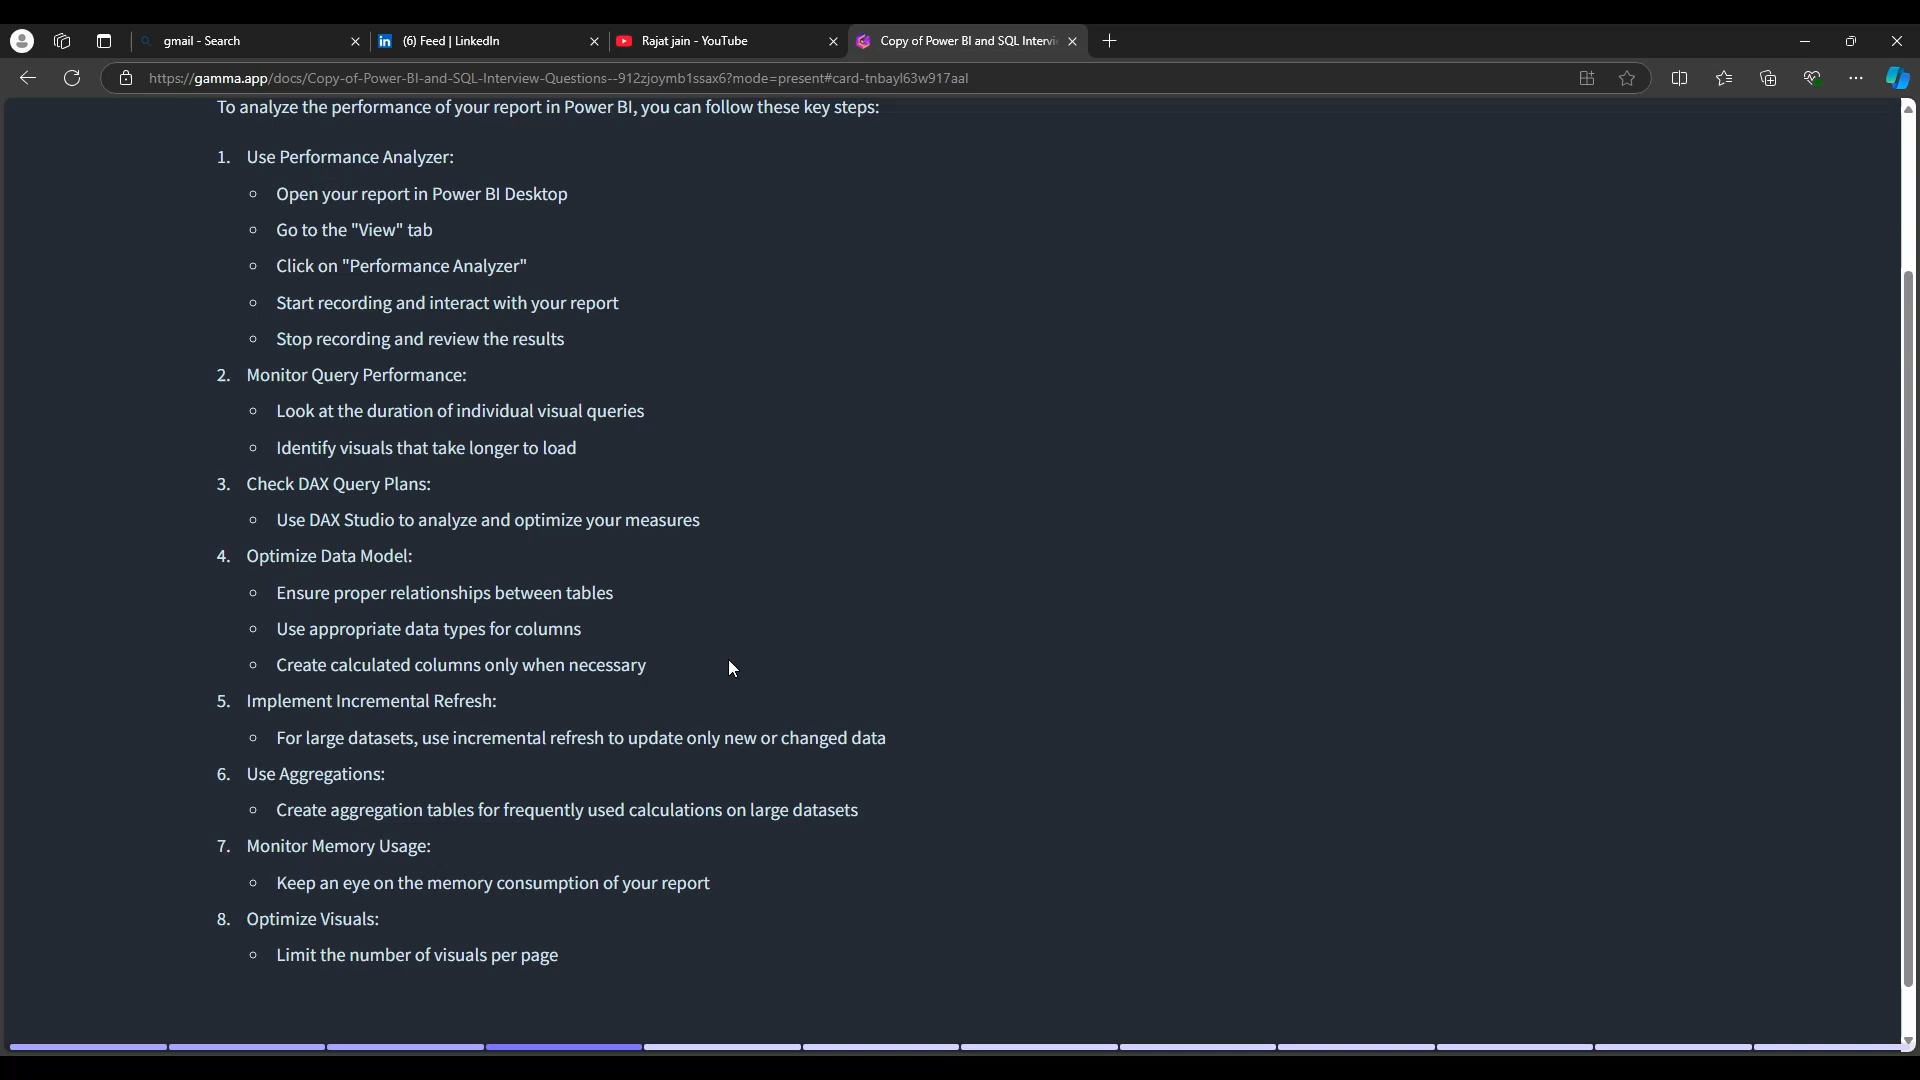 gmail - Search
(6) Feed | LinkedIn
Rajat jain - YouTube
Copy of Power BI and SQL Intervi
https://gamma.app/docs/Copy-of-Power-BI-and-SQL-Interview-Questions--912zjoymb1ssax6?mode=present#card-tnbayl63w917aal
To analyze the performance of your report in Power BI, you can follow these key steps:
1. Use Performance Analyzer:
Open your report in Power BI Desktop
Go to the "View" tab
Click on "Performance Analyzer"
Start recording and interact with your report
Stop recording and review the results
2. Monitor Query Performance:
Look at the duration of individual visual queries
Identify visuals that take longer to load
3. Check DAX Query Plans:
Use DAX Studio to analyze and optimize your measures
4. Optimize Data Model:
Ensure proper relationships between tables
Use appropriate data types for columns
Create calculated columns only when necessary
5. Implement Incremental Refresh:
For large datasets, use incremental refresh to update only new or changed data
6. Use Aggregations:
Create aggregation tables for frequently used calculations on large datasets
7. Monitor Memory Usage:
Keep an eye on the memory consumption of your report
8. Optimize Visuals:
Limit the number of visuals per page